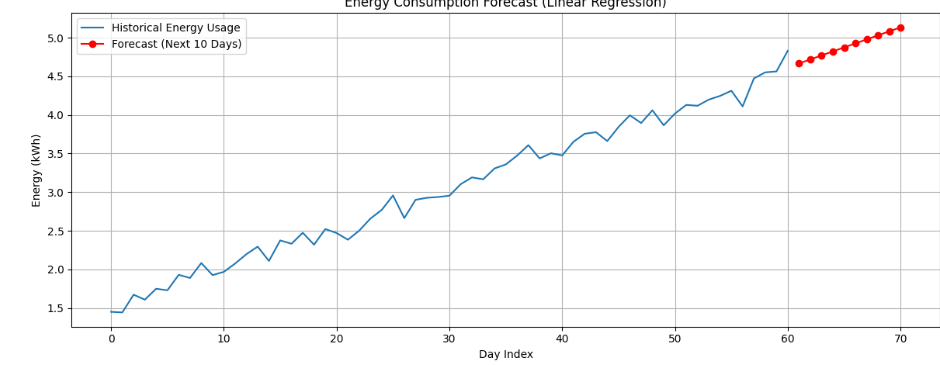 Energy Consumption Forecast (Linear Regression)
Historical Energy Usage
Forecast (Next 10 Days)
Energy (kWh)
5.0
4.5
4.0
3.5
3.0
2.5
2.0
1.5
0 10 20 30 40 50 60 70
Day Index